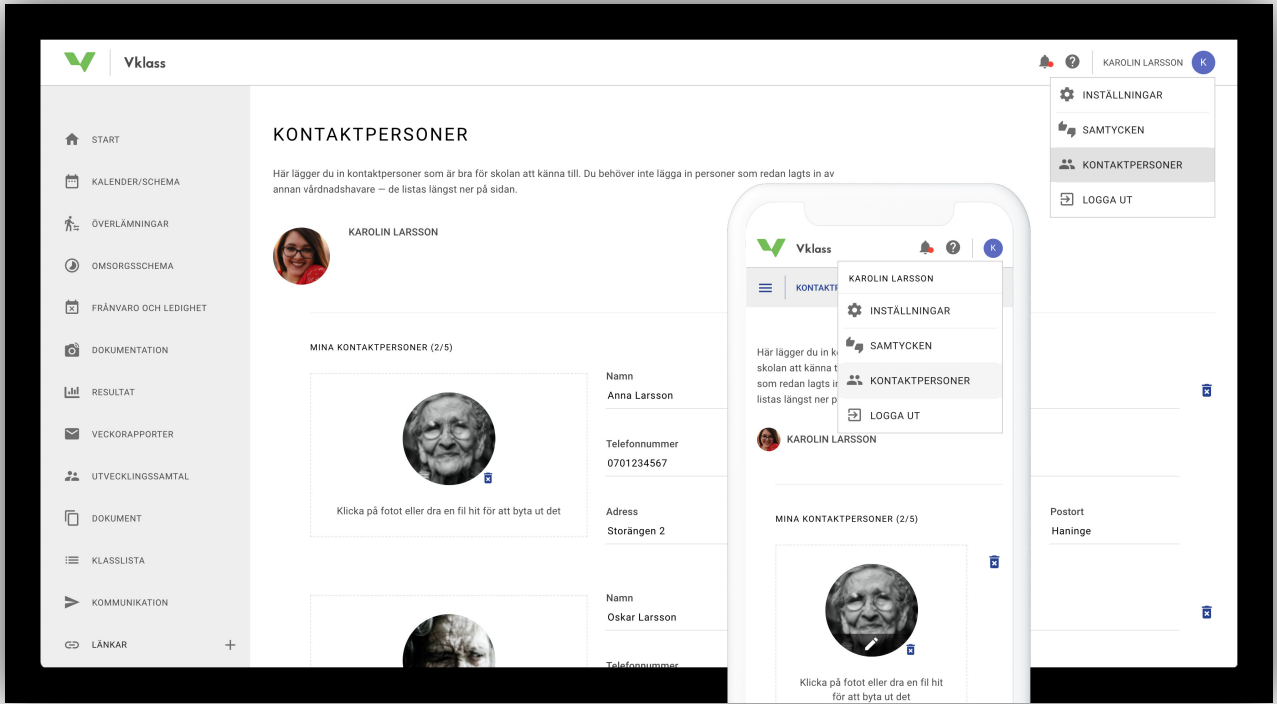 Vklass
KAROLIN LARSSON
K
INSTÄLLNINGAR
SAMTYCKEN
KONTAKTPERSONER
LOGGA UT
START
KALENDER/SCHEMA
ÖVERLÄMNINGAR
OMSORGSSCHEMA
FRÅNVARO OCH LEDIGHET
DOKUMENTATION
RESULTAT
VECKORAPPORTER
UTVECKLINGSSAMTAL
DOKUMENT
KLASSLISTA
KOMMUNIKATION
LÄNKAR
KONTAKTPERSONER
Här lägger du in kontaktpersoner som är bra för skolan att känna till. Du behöver inte lägga in personer som redan lagts in av
annan vårdnadshavare — de listas längst ner på sidan.
KAROLIN LARSSON
MINA KONTAKTPERSONER (2/5)
Klicka på fotot eller dra en fil hit för att byta ut det
Namn
Anna Larsson
Telefonnummer
0701234567
Adress
Storängen 2
Postort
Haninge
Namn
Oskar Larsson
Telefonnummer
Vklass
K
KONTAKTP
KAROLIN LARSSON
INSTÄLLNINGAR
SAMTYCKEN
KONTAKTPERSONER
LOGGA UT
Här lägger du in k
skolan att känna t
som redan lagts i
listas längst ner p
KAROLIN LARSSON
MINA KONTAKTPERSONER (2/5)
Klicka på fotot eller dra en fil hit
för att byta ut det